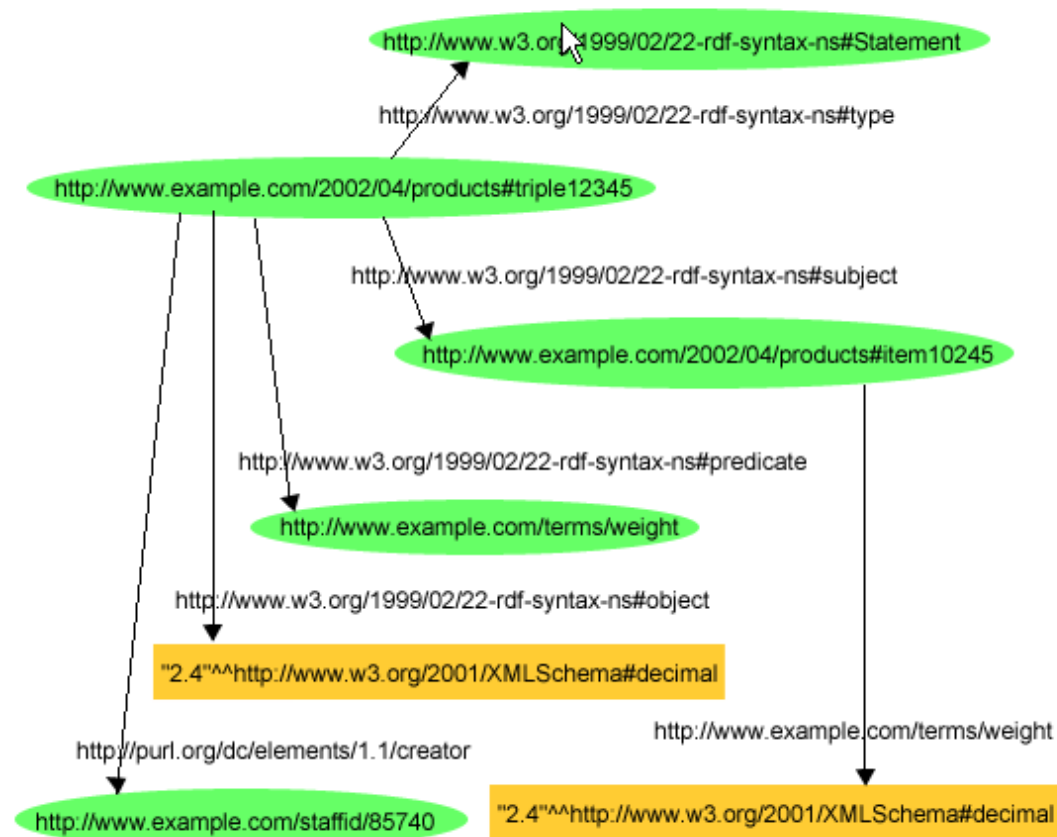 http://www.w3.org/1999/02/22-rdf-syntax-ns#Statement
http://www.w3.org/1999/02/22-rdf-syntax-ns#type
http://www.example.com/2002/04/products#triple12345
http://www.w3.org/1999/02/22-rdf-syntax-ns#subject
http://www.example.com/2002/04/products#item10245
http://www.w3.org/1999/02/22-rdf-syntax-ns#predicate
http://www.example.com/terms/weight
http://www.w3.org/1999/02/22-rdf-syntax-ns#object
"2.4"^^http://www.w3.org/2001/XMLSchema#decimal
http://www.example.com/terms/weight
http://purl.org/dc/elements/1.1/creator
"2.4"^^http://www.w3.org/2001/XMLSchema#decimal
http://www.example.com/staffid/85740